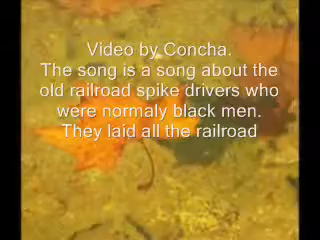 Video by Concha.
The song is a song about the
old railroad spike drivers who
were normaly black men.
They laid all the railroad